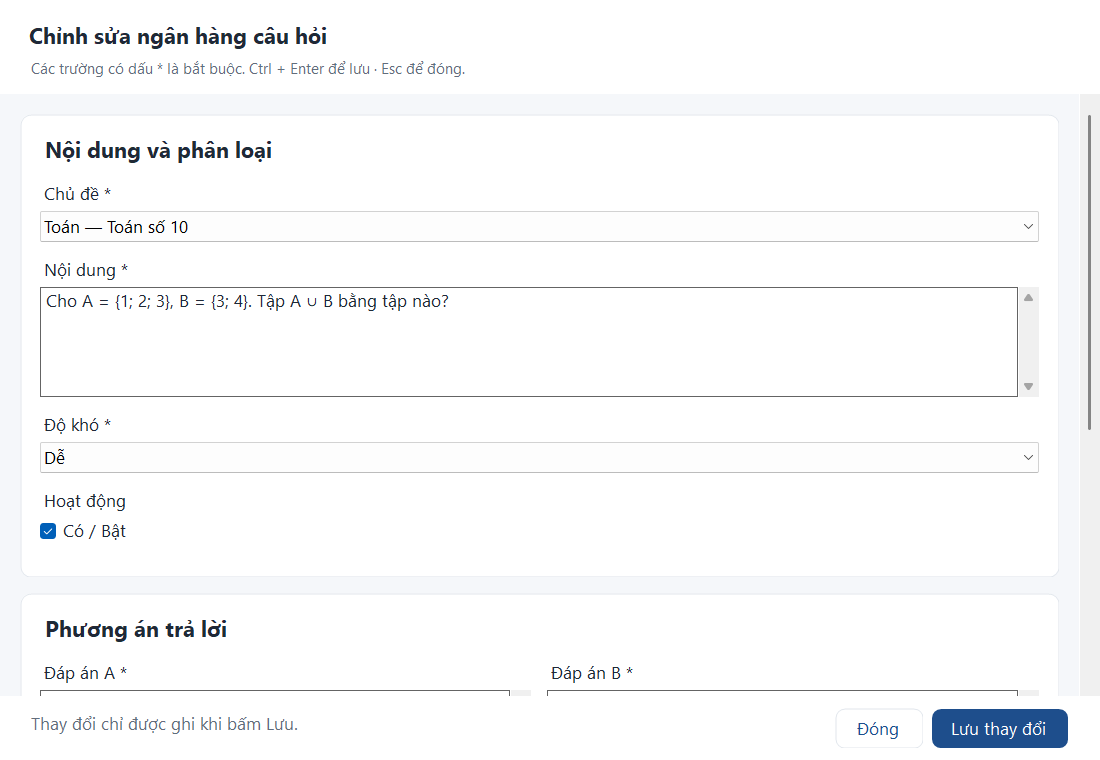 Chỉnh sửa ngân hàng câu hỏi
Các trường có dấu * là bắt buộc. Ctrl + Enter để lưu · Esc để đóng.
Nội dung và phân loại
Chủ đề *
Toán — Toán số 10
Nội dung *
Cho A = {1; 2; 3}, B = {3; 4}. Tập A ∪ B bằng tập nào?
Độ khó *
Dễ
Hoạt động
Có / Bật
Phương án trả lời
Đáp án A *
Đáp án B *
Thay đổi chỉ được ghi khi bấm Lưu.
Đóng
Lưu thay đổi